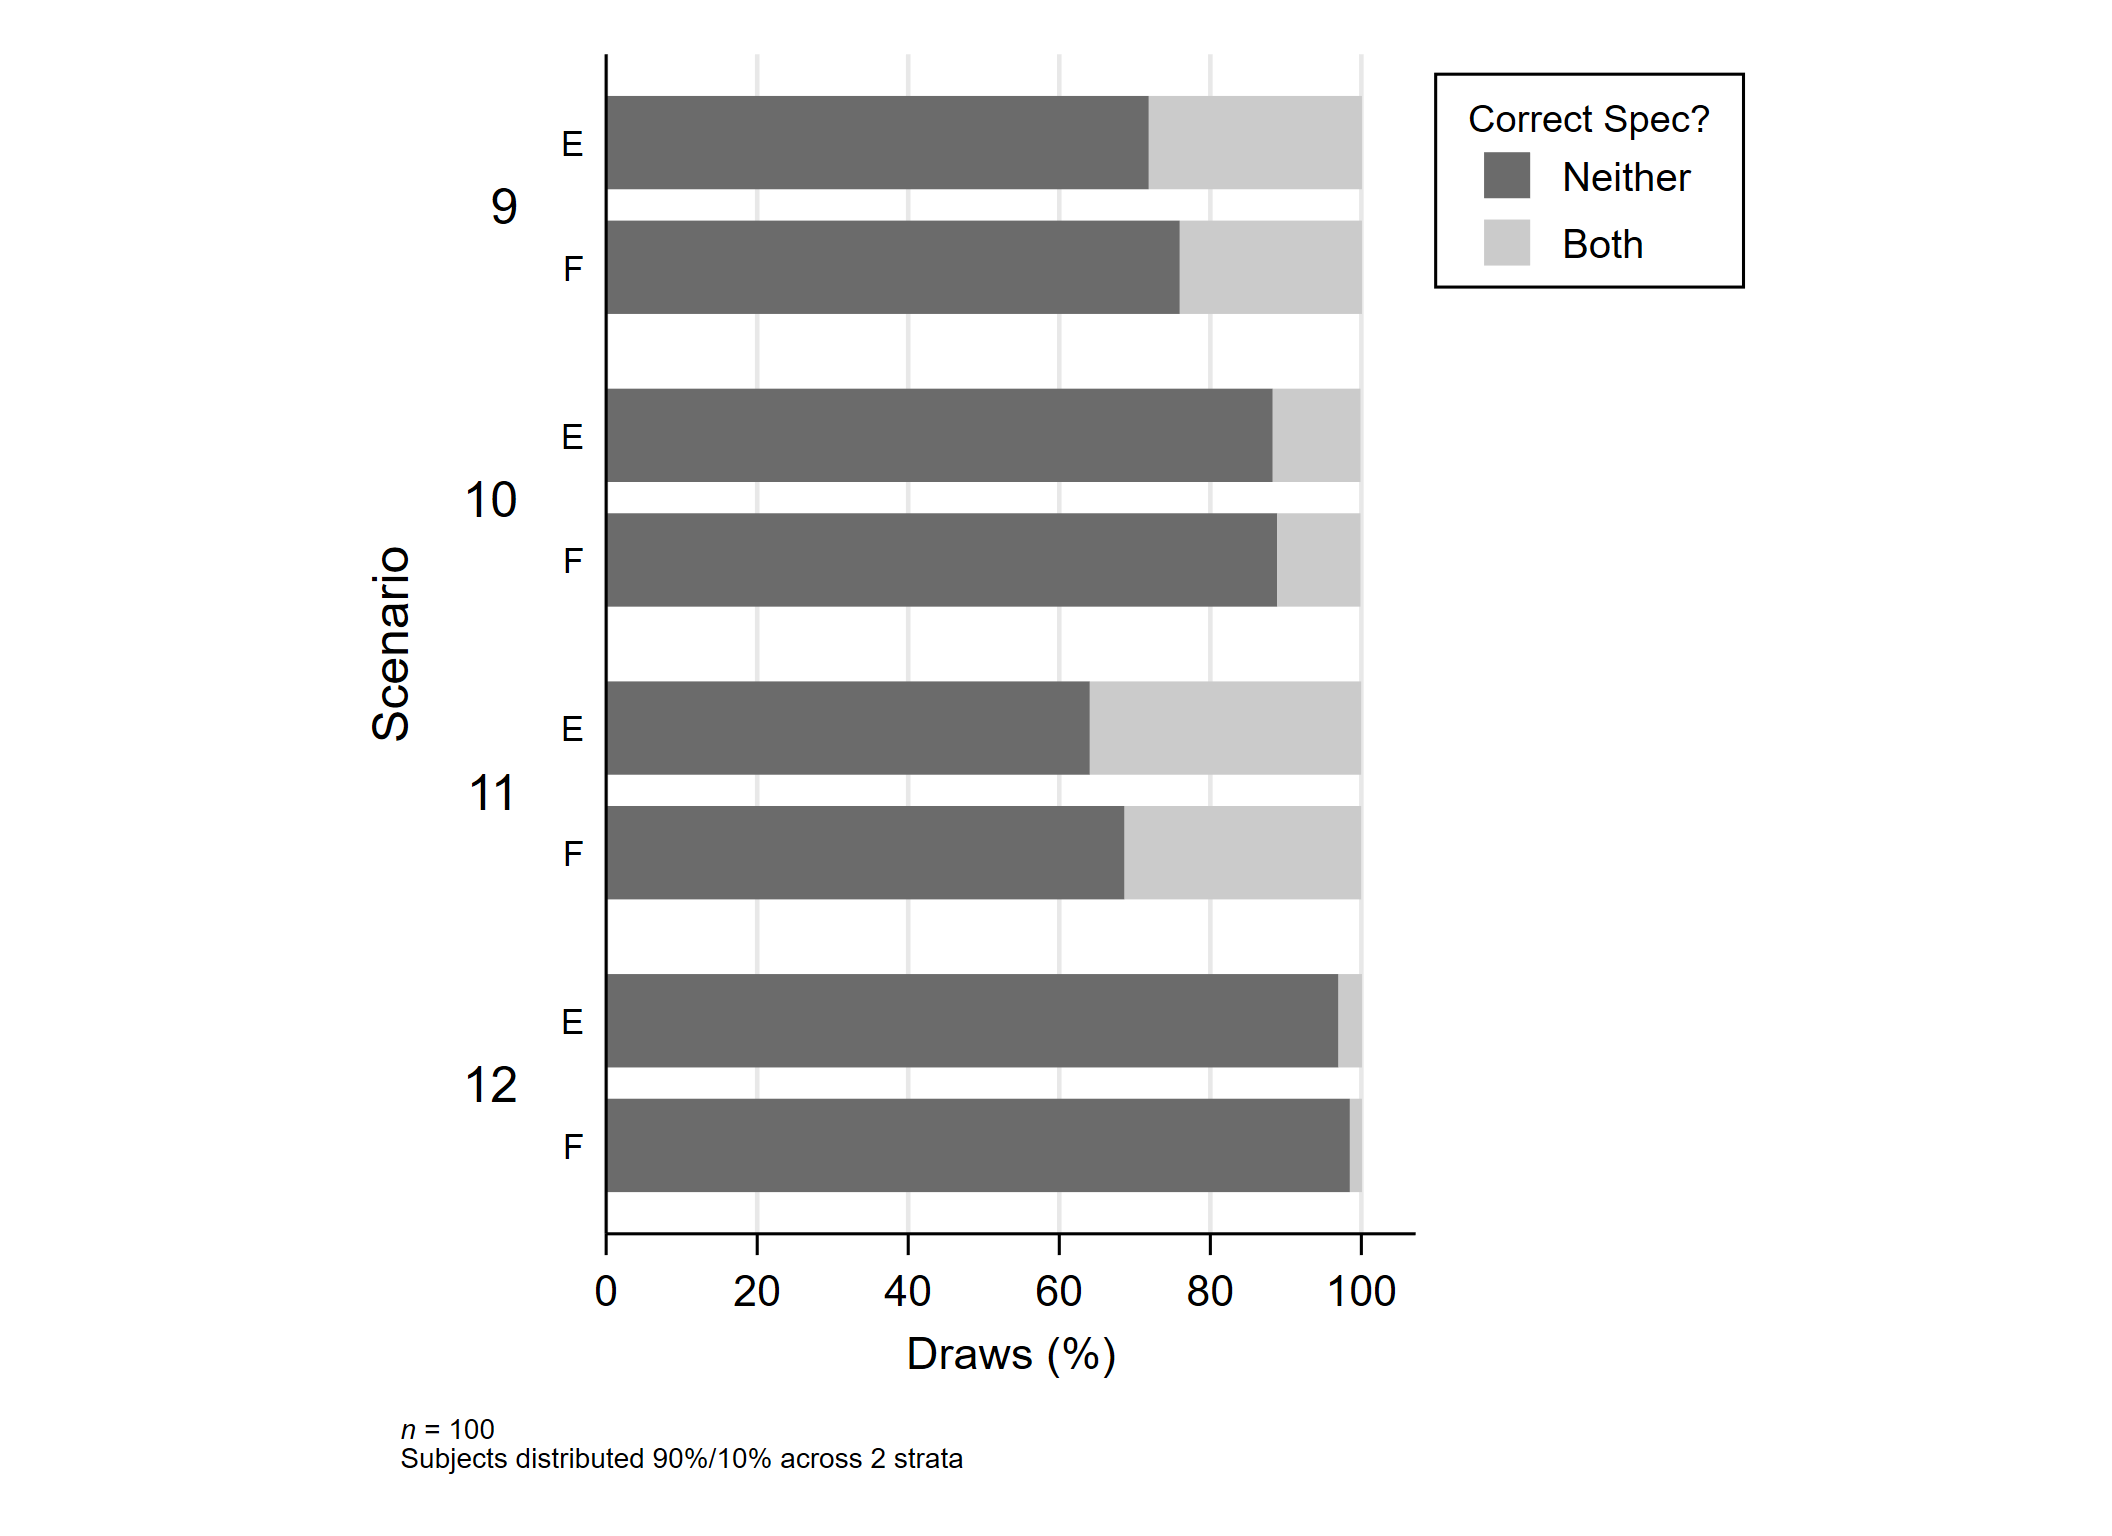 Correct Spec?
Neither
Both
Scenario
9
E
F
10
E
F
11
E
F
12
E
F
0 20 40 60 80 100
Draws (%)
n = 100
Subjects distributed 90%/10% across 2 strata